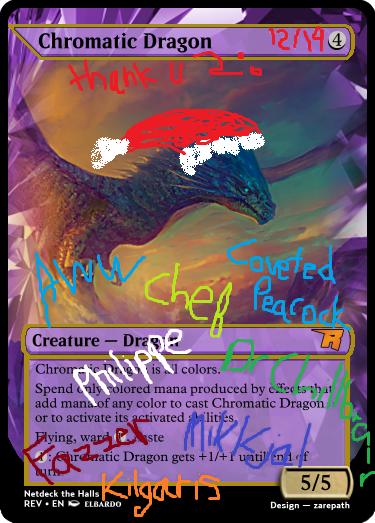 Chromatic Dragon 12/19 4
thank u
AWW
Chef
Coveted
Peacock
Creature — Dragon
Philippe
Chromatic Dragon is all colors.
Spend only colored mana produced by effects that
add mana of any color to cast Chromatic Dragon
or to activate its activated abilities.
Flying, ward, haste
: Chromatic Dragon gets +1/+1 until end of
turn.
Mikkjal
Frazzer
Kilgaris
5/5
Netdeck the Halls
REV • EN ELBARDO
Design — zarepath